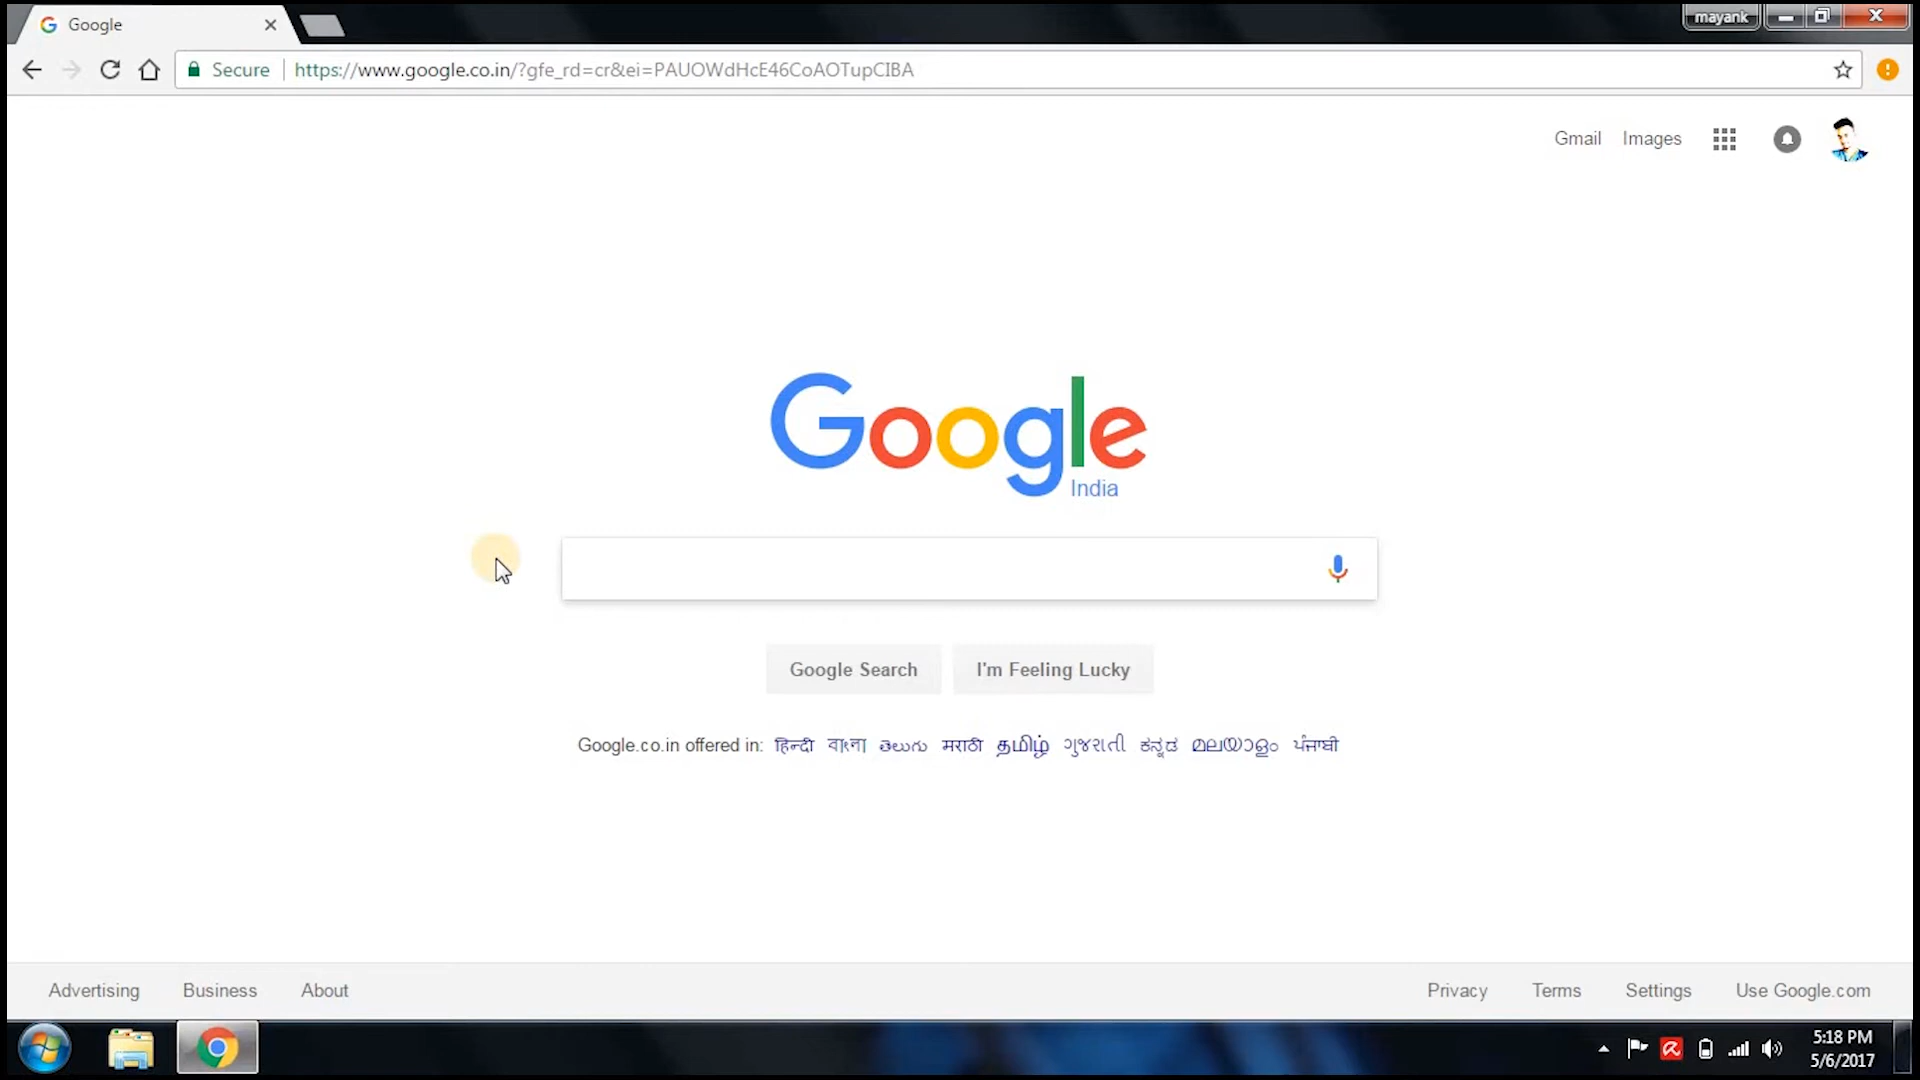 Google
mayank
Secure
https://www.google.co.in/?gfe_rd=cr&ei=PAUOWdHcE46CoAOTupCIBA
Gmail Images
Google
India
Google Search I'm Feeling Lucky
Google.co.in offered in: हिन्दी বাংলা తెలుగు मराठी தமிழ் ગુજરાતી ಕನ್ನಡ മലയാളം ਪੰਜਾਬੀ
Advertising Business About Privacy Terms Settings Use Google.com
5:18 PM
5/6/2017